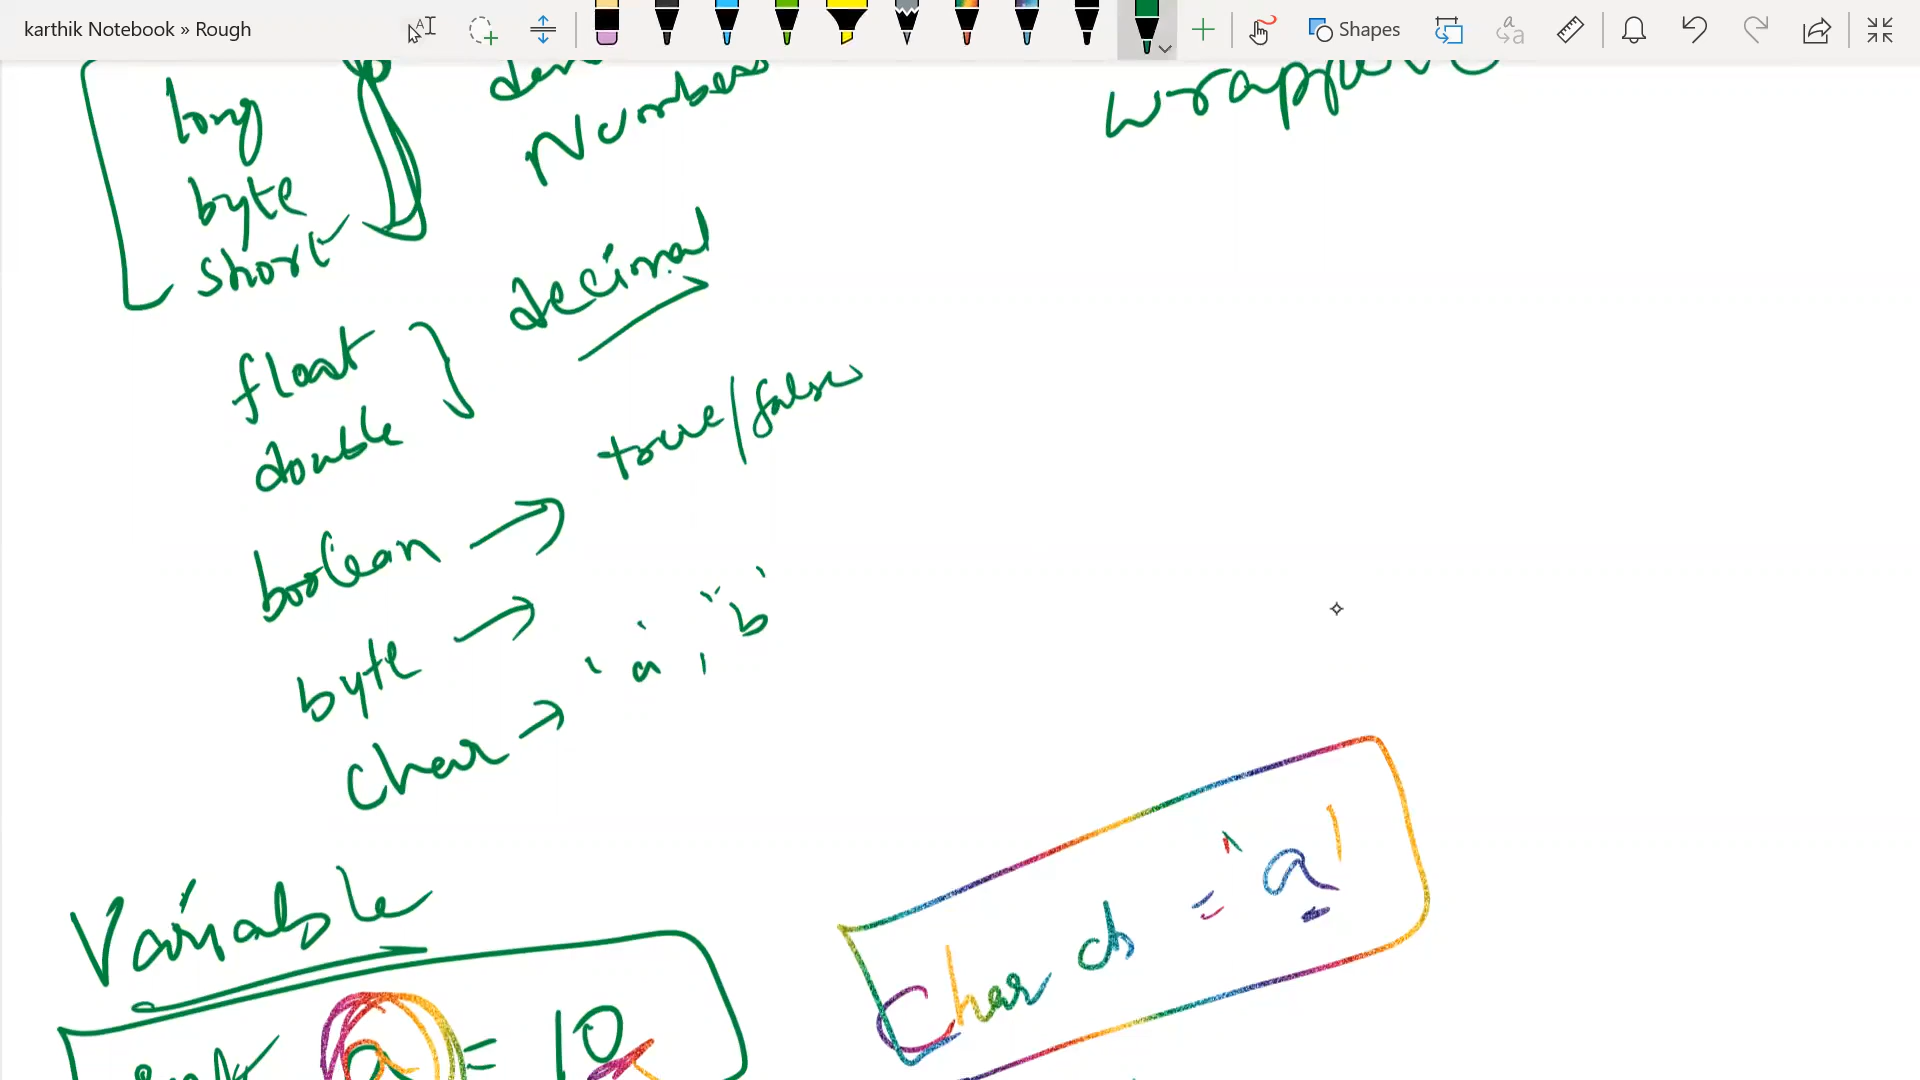 karthik Notebook » Rough
Shapes
long
byte
short
Numbers
decimal
float
double
true/false
boolean
byte
char → 'a', 'b'
Variable
Char ch = 'a'
= 10